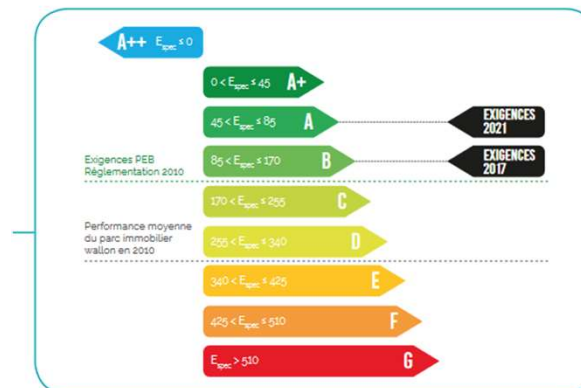 A++ Espec ≤ 0
0 < Espec ≤ 45 A+
45 < Espec ≤ 85 A
EXIGENCES
2021
85 < Espec ≤ 170 B
EXIGENCES
2017
Exigences PEB
Réglementation 2010
170 < Espec ≤ 255 C
Performance moyenne
du parc immobilier
wallon en 2010
255 < Espec ≤ 340 D
340 < Espec ≤ 425 E
425 < Espec ≤ 510 F
Espec > 510 G